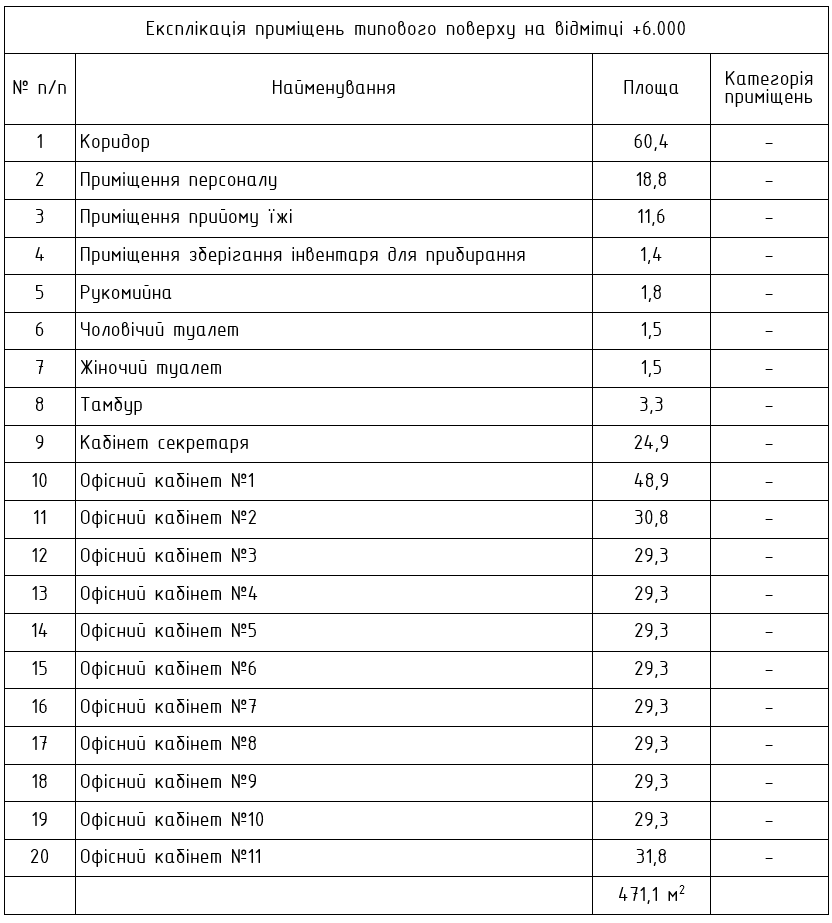 Експлікація приміщень типового поверху на відмітці +6.000
№ п/п Найменування Площа Категорія приміщень
1 Коридор 60,4 –
2 Приміщення персоналу 18,8 –
3 Приміщення прийому їжі 11,6 –
4 Приміщення зберігання інвентаря для прибирання 1,4 –
5 Рукомийна 1,8 –
6 Чоловічий туалет 1,5 –
7 Жіночий туалет 1,5 –
8 Тамбур 3,3 –
9 Кабінет секретаря 24,9 –
10 Офісний кабінет №1 48,9 –
11 Офісний кабінет №2 30,8 –
12 Офісний кабінет №3 29,3 –
13 Офісний кабінет №4 29,3 –
14 Офісний кабінет №5 29,3 –
15 Офісний кабінет №6 29,3 –
16 Офісний кабінет №7 29,3 –
17 Офісний кабінет №8 29,3 –
18 Офісний кабінет №9 29,3 –
19 Офісний кабінет №10 29,3 –
20 Офісний кабінет №11 31,8 –
471,1 м²